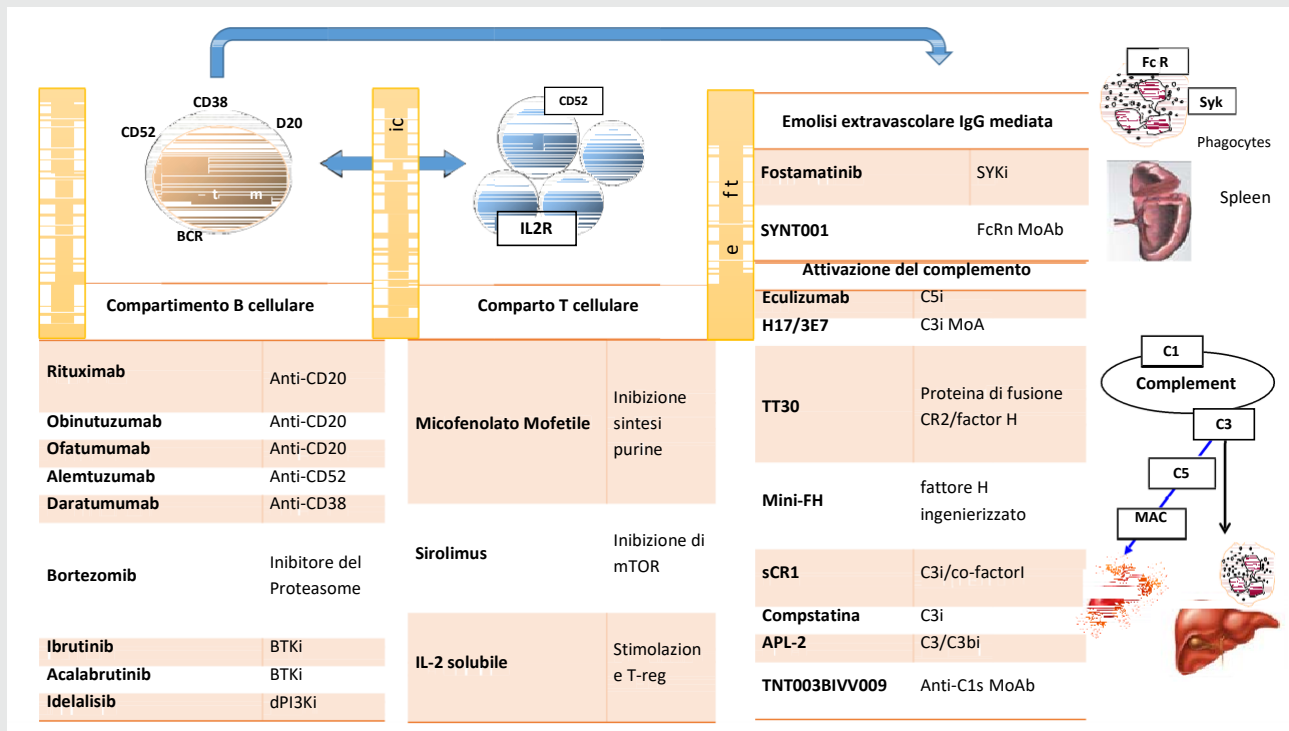 CD38
D20
CD52
BCR
t m
ic
CD52
IL2R
ft
e
Fc R
Syk
Phagocytes
Spleen
Compartimento B cellulare
Rituximab Anti-CD20
Obinutuzumab Anti-CD20
Ofatumumab Anti-CD20
Alemtuzumab Anti-CD52
Daratumumab Anti-CD38
Bortezomib Inibitore del
Proteasome
Ibrutinib BTKi
Acalabrutinib BTKi
Idelalisib dPI3Ki
Comparto T cellulare
Micofenolato Mofetile Inibizione
sintesi
purine
Sirolimus Inibizione di
mTOR
IL-2 solubile Stimolazion
e T-reg
Emolisi extravascolare IgG mediata
Fostamatinib SYKi
SYNT001 FcRn MoAb
Attivazione del complemento
Eculizumab C5i
H17/3E7 C3i MoA
TT30 Proteina di fusione
CR2/factor H
Mini-FH fattore H
ingenierizzato
sCR1 C3i/co-factorI
Compstatina C3i
APL-2 C3/C3bi
TNT003BIVV009 Anti-C1s MoAb
C1
Complement
C3
C5
MAC